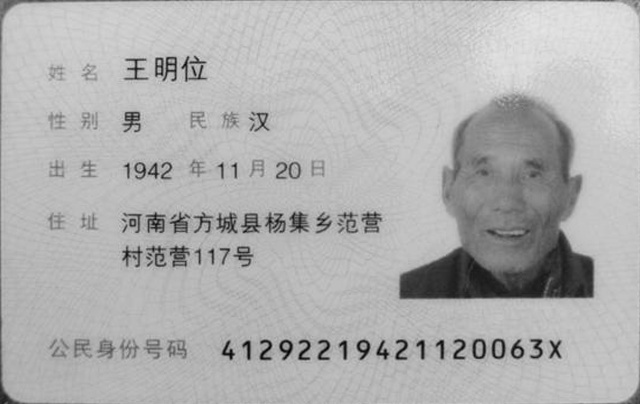 姓名 王明位
性别 男 民族 汉
出生 1942 年 11 月 20 日
住址 河南省方城县杨集乡范营
村范营117号
公民身份号码 41292219421120063X